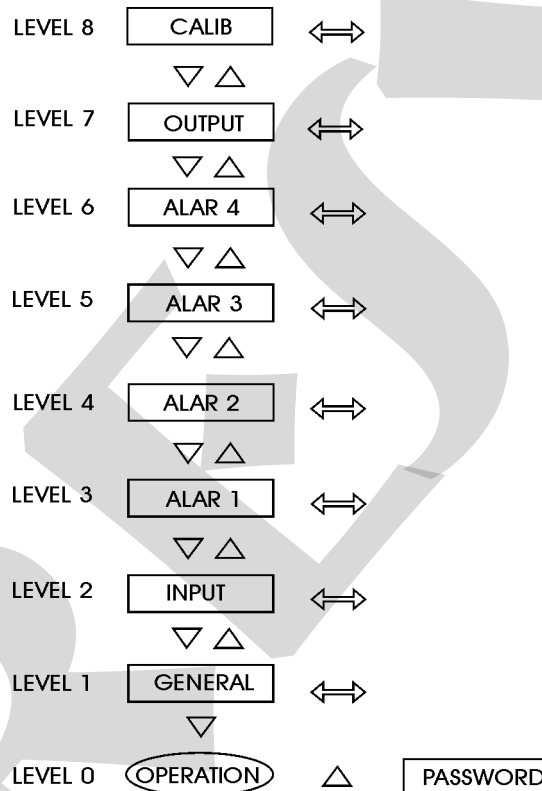 LEVEL 8 CALIB
LEVEL 7 OUTPUT
LEVEL 6 ALAR 4
LEVEL 5 ALAR 3
LEVEL 4 ALAR 2
LEVEL 3 ALAR 1
LEVEL 2 INPUT
LEVEL 1 GENERAL
LEVEL 0 OPERATION PASSWORD